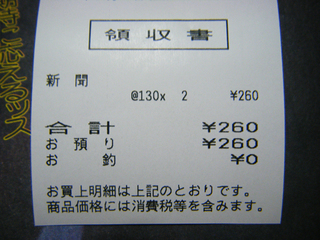 領収書
新聞
@130x 2 ¥260
合計 ¥260
お預り ¥260
お釣 ¥0
お買上明細は上記のとおりです。
商品価格には消費税等を含みます。